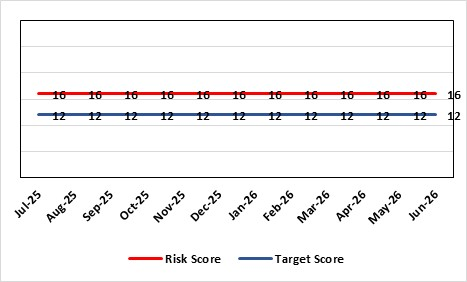 16 16 16 16 16 16 16 16 16 16 16 16
12 12 12 12 12 12 12 12 12 12 12 12
Jul-25 Aug-25 Sep-25 Oct-25 Nov-25 Dec-25 Jan-26 Feb-26 Mar-26 Apr-26 May-26 Jun-26
Risk Score Target Score